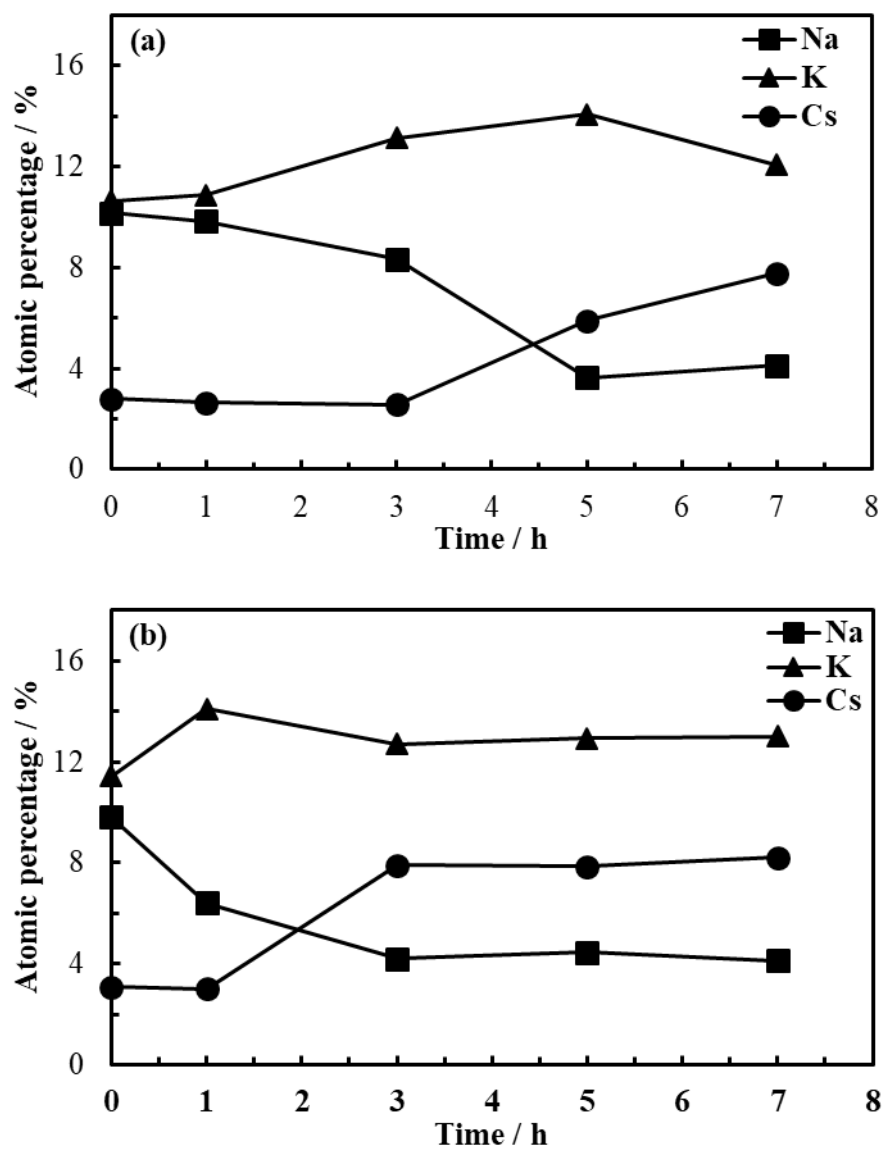 (a)
Na
K
Cs
16
12
8
4
0
Atomic percentage / %
0 1 2 3 4 5 6 7 8
Time / h
(b)
Na
K
Cs
16
12
8
4
0
Atomic percentage / %
0 1 2 3 4 5 6 7 8
Time / h